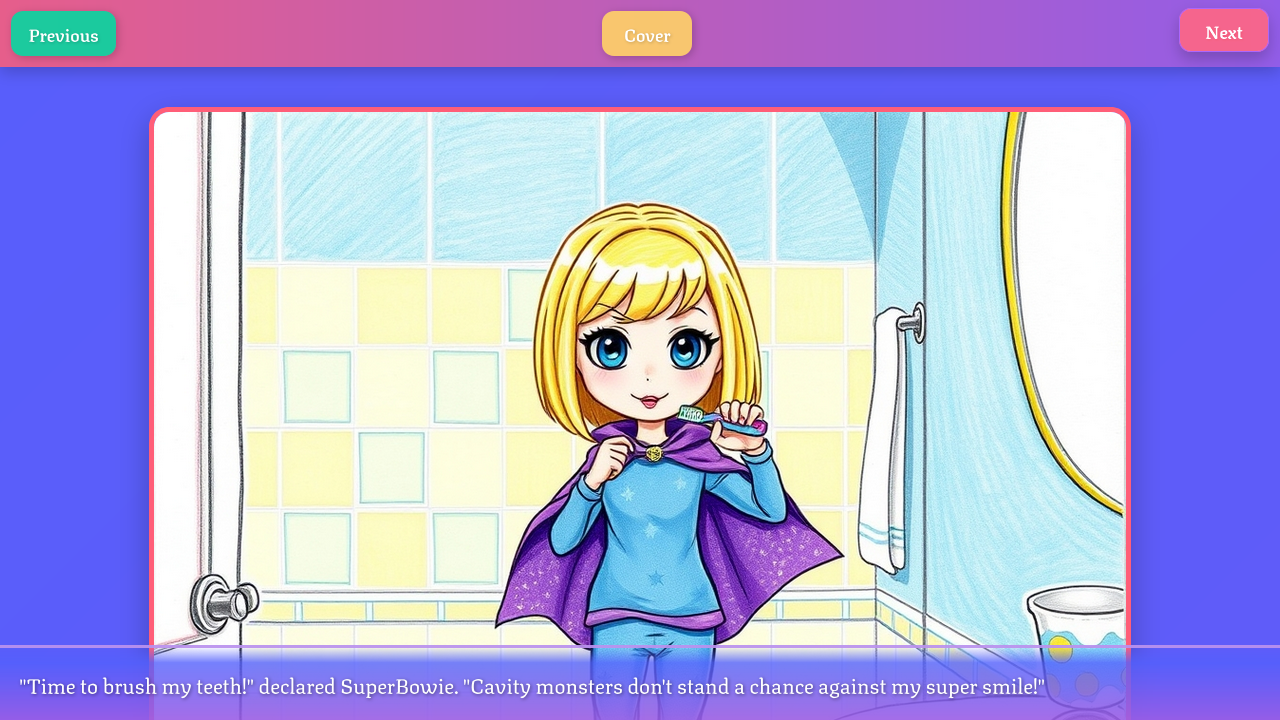 Previous
Cover
Next
"Time to brush my teeth!" declared SuperBowie. "Cavity monsters don't stand a chance against my super smile!"